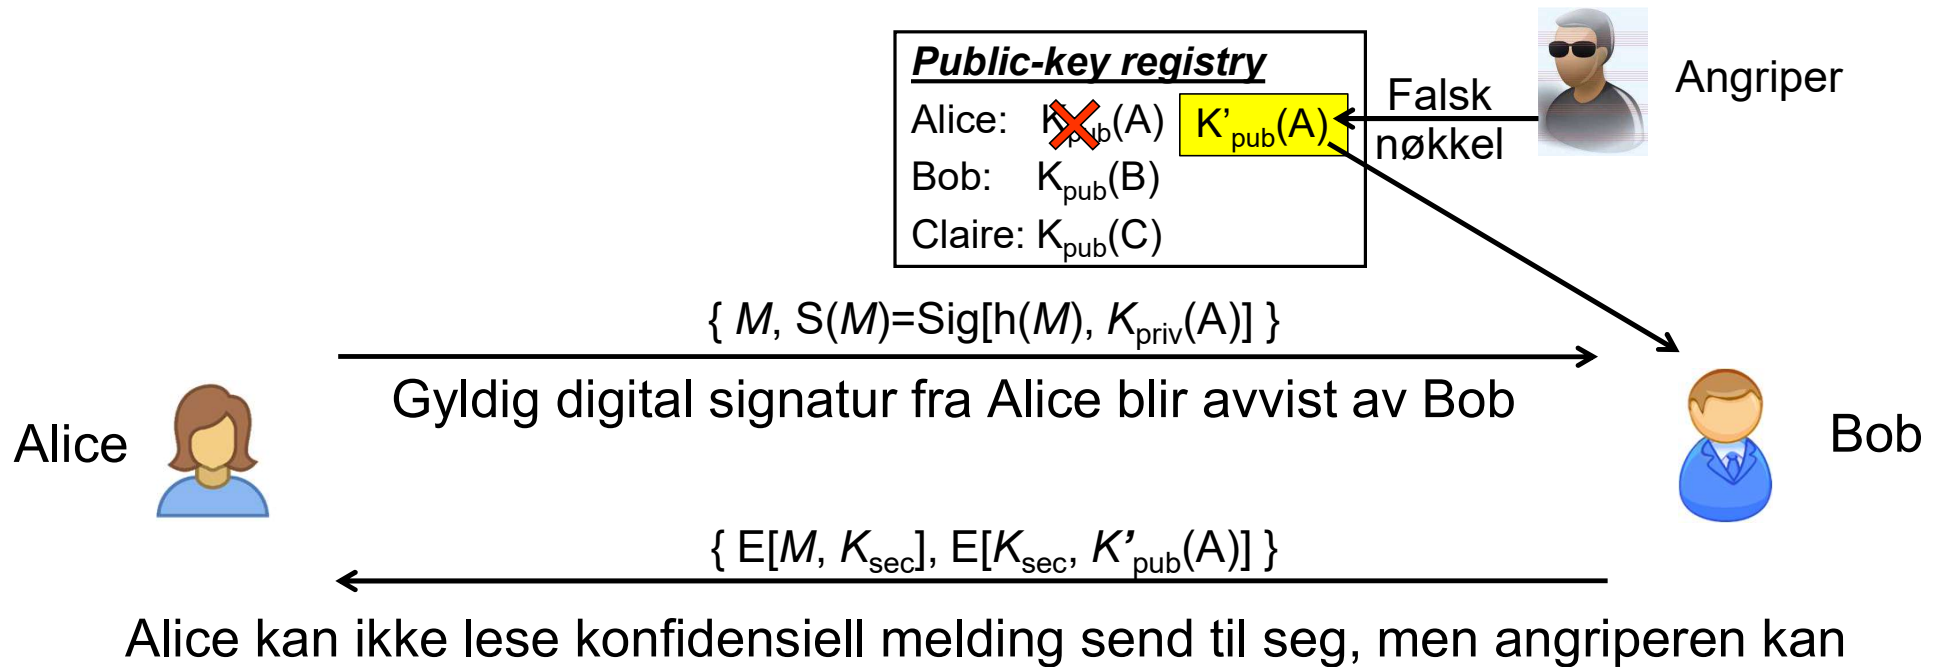 Public-key registry
Alice: Kpub(A) K’pub(A)
Bob: Kpub(B)
Claire: Kpub(C)
Falsk
nøkkel
Angriper
{ M, S(M)=Sig[h(M), Kpriv(A)] }
Gyldig digital signatur fra Alice blir avvist av Bob
Alice
Bob
{ E[M, Ksec], E[Ksec, K’pub(A)] }
Alice kan ikke lese konfidensiell melding send til seg, men angriperen kan